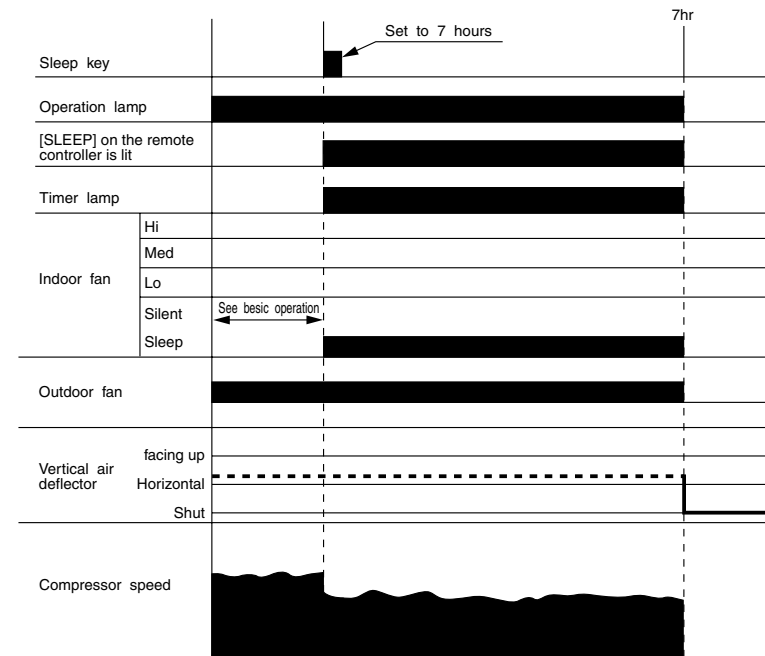 7hr
Set to 7 hours
Sleep key
Operation lamp
[SLEEP] on the remote
controller is lit
Timer lamp
Indoor fan
Hi
Med
Lo
Silent
See besic operation
Sleep
Outdoor fan
Vertical air
deflector
facing up
Horizontal
Shut
Compressor speed